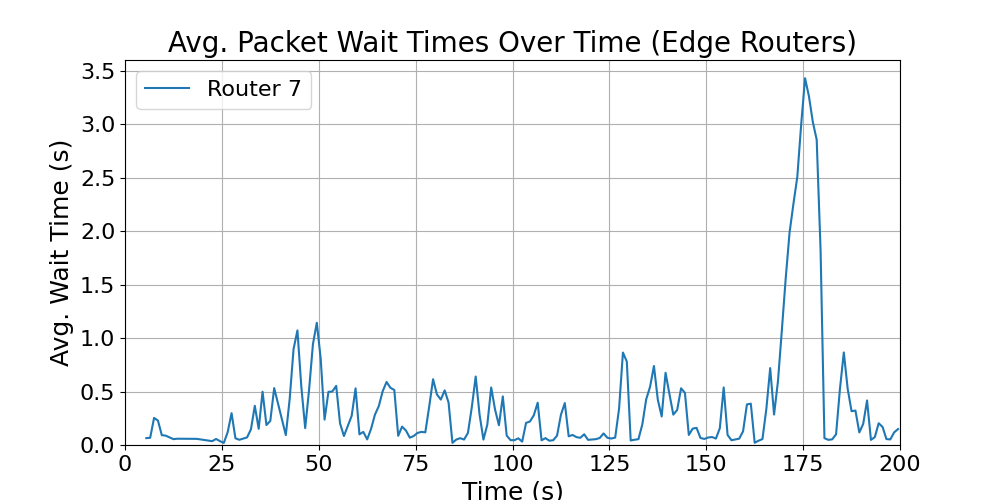 Avg. Packet Wait Times Over Time (Edge Routers)
Router 7
Avg. Wait Time (s)
3.5
3.0
2.5
2.0
1.5
1.0
0.5
0.0
0 25 50 75 100 125 150 175 200
Time (s)